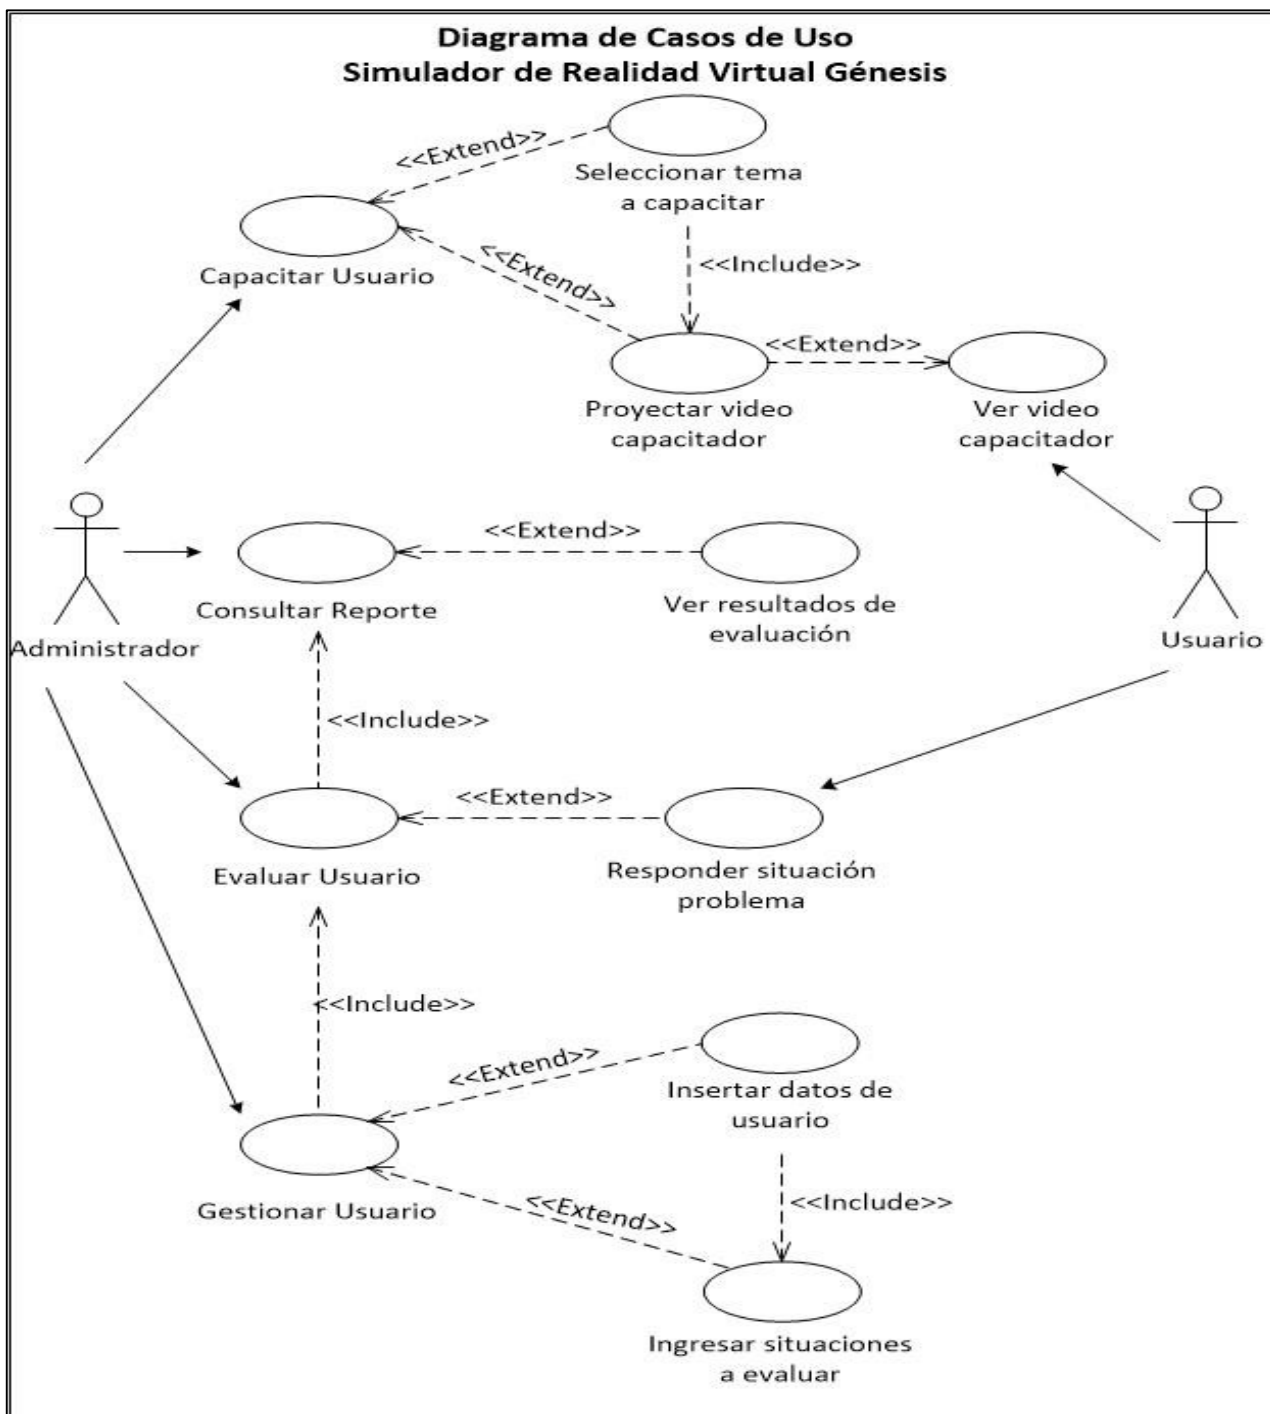 Diagrama de Casos de Uso
Simulador de Realidad Virtual Génesis
<<Extend>>
Seleccionar tema
a capacitar
Capacitar Usuario
<<Extend>>
<<Include>>
<<Extend>>
Proyectar video
capacitador
Ver video
capacitador
<<Extend>>
Consultar Reporte
Ver resultados de
evaluación
Administrador
Usuario
<<Include>>
<<Extend>>
Evaluar Usuario
Responder situación
problema
<<Include>>
<<Extend>>
Insertar datos de
usuario
Gestionar Usuario
<<Extend>>
<<Include>>
Ingresar situaciones
a evaluar